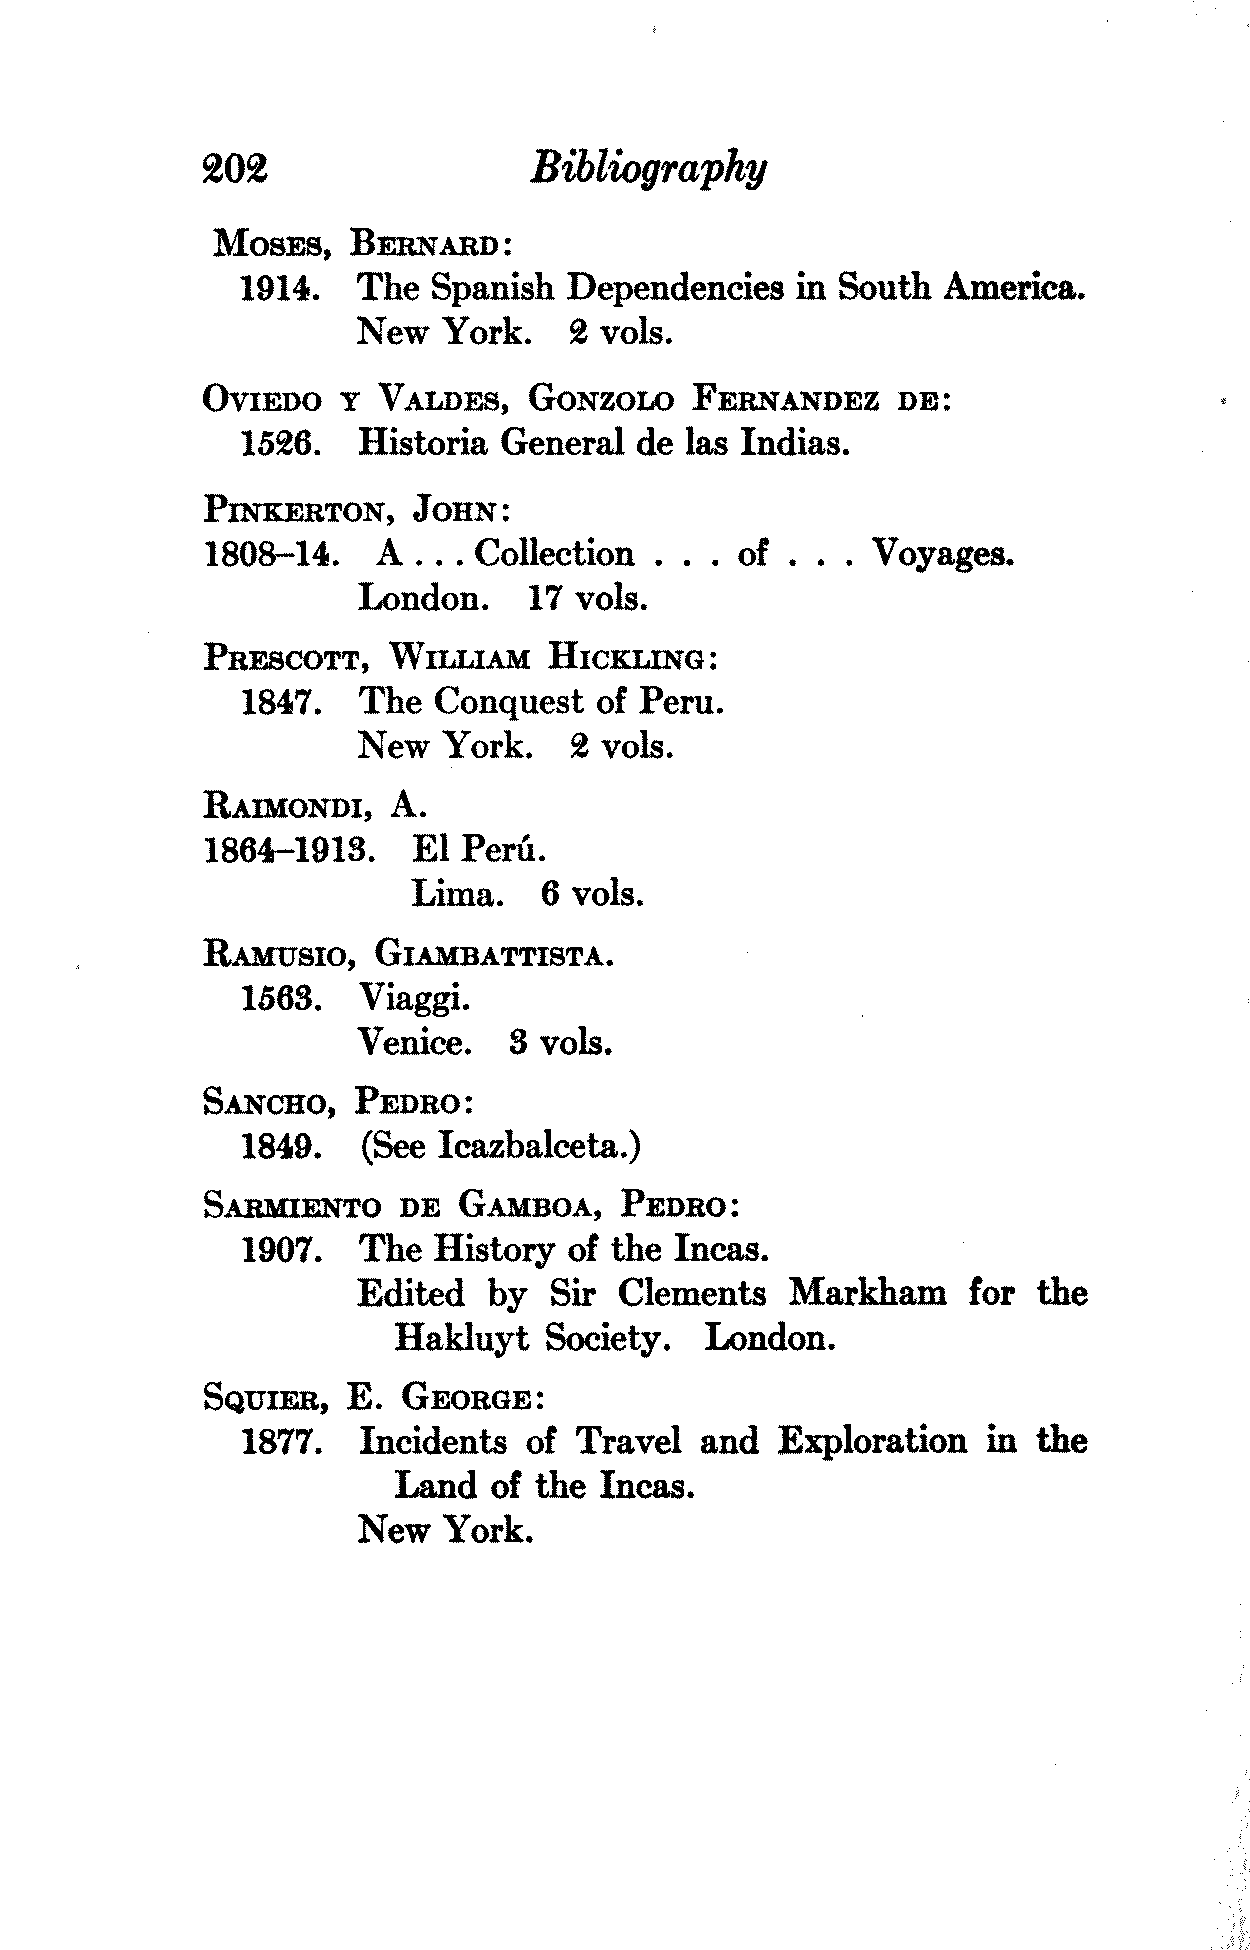 202 Bibliography
Moses, Bernard:
1914. The Spanish Dependencies in South America.
New York. 2 vols.
Oviedo y Valdes, Gonzolo Fernandez de:
1526. Historia General de las Indias.
Pinkerton, John:
1808–14. A . . . Collection . . . of . . . Voyages.
London. 17 vols.
Prescott, William Hickling:
1847. The Conquest of Peru.
New York. 2 vols.
Raimondi, A.
1864–1913. El Perú.
Lima. 6 vols.
Ramusio, Giambattista.
1563. Viaggi.
Venice. 3 vols.
Sancho, Pedro:
1849. (See Icazbalceta.)
Sarmiento de Gamboa, Pedro:
1907. The History of the Incas.
Edited by Sir Clements Markham for the
Hakluyt Society. London.
Squier, E. George:
1877. Incidents of Travel and Exploration in the
Land of the Incas.
New York.